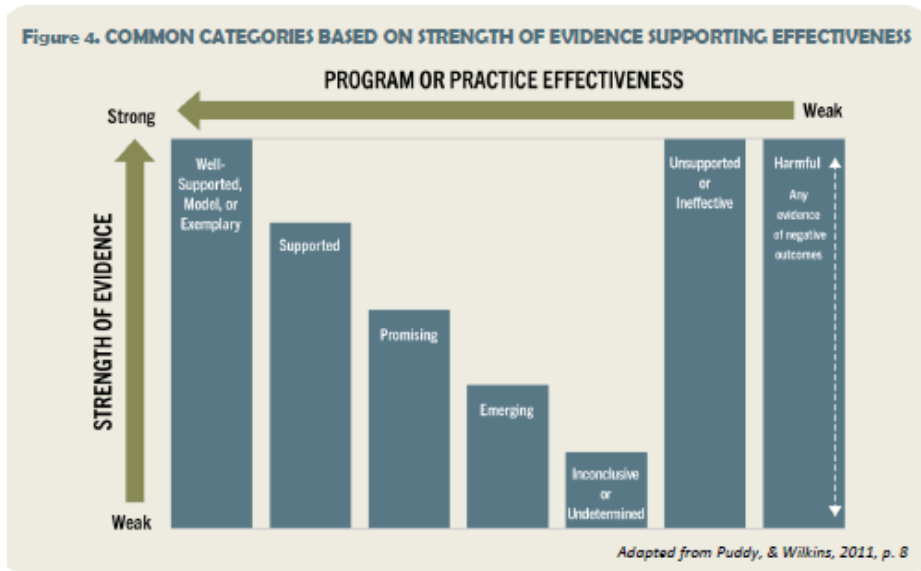 Figure 4. COMMON CATEGORIES BASED ON STRENGTH OF EVIDENCE SUPPORTING EFFECTIVENESS
PROGRAM OR PRACTICE EFFECTIVENESS
Strong
Weak
STRENGTH OF EVIDENCE
Weak
Well-
Supported,
Model, or
Exemplary
Supported
Promising
Emerging
Inconclusive
or
Undetermined
Unsupported
or
Ineffective
Harmful
Any
evidence
of negative
outcomes
Adapted from Puddy, & Wilkins, 2011, p. 8